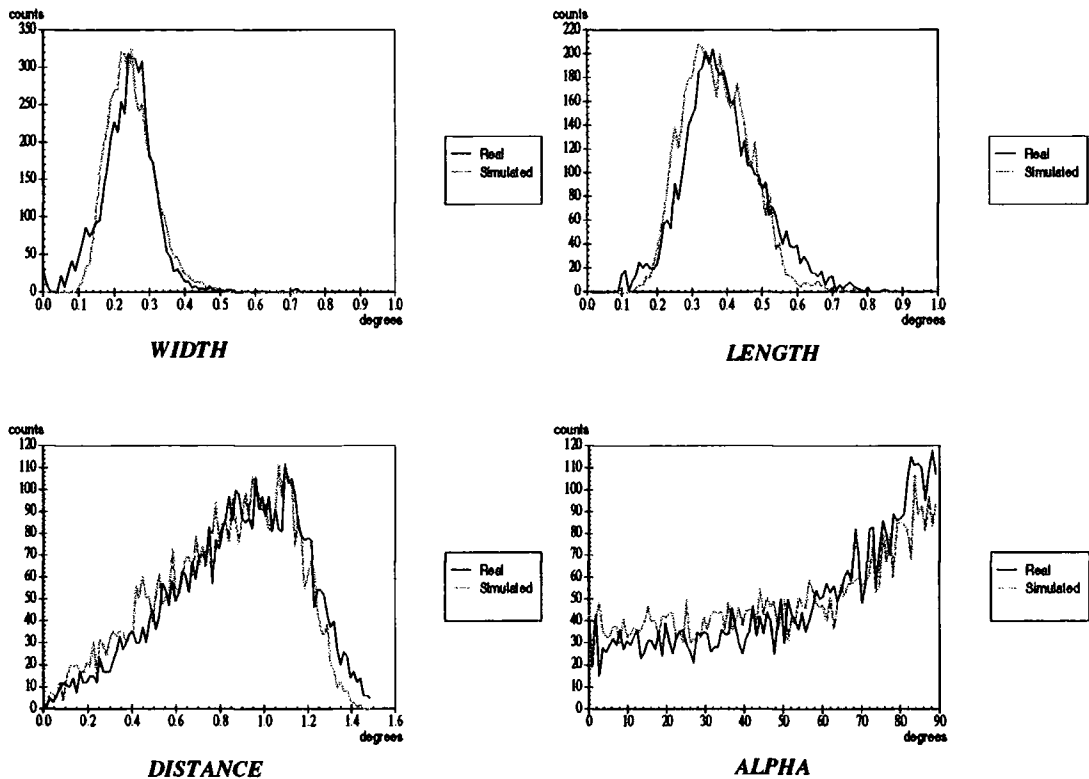 counts
350
300
250
200
150
100
50
0
0.0 0.1 0.2 0.3 0.4 0.5 0.6 0.7 0.8 0.9 1.0
degrees
Real
Simulated
WIDTH
counts
220
200
180
160
140
120
100
80
60
40
20
0
0.0 0.1 0.2 0.3 0.4 0.5 0.6 0.7 0.8 0.9 1.0
degrees
Real
Simulated
LENGTH
counts
120
110
100
90
80
70
60
50
40
30
20
10
0
0.0 0.2 0.4 0.6 0.8 1.0 1.2 1.4 1.6
degrees
Real
Simulated
DISTANCE
counts
120
110
100
90
80
70
60
50
40
30
20
10
0
0 10 20 30 40 50 60 70 80 90
degrees
Real
Simulated
ALPHA